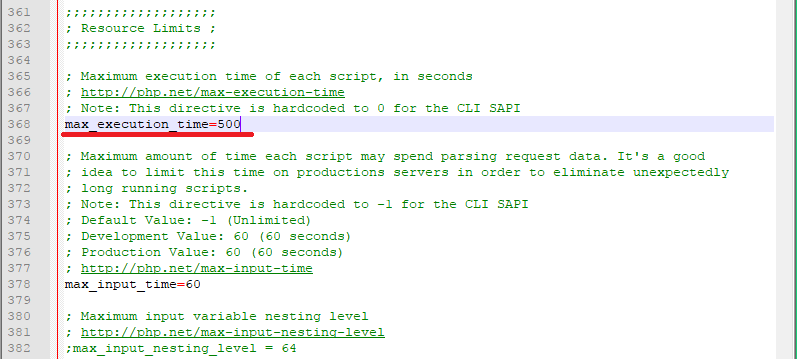 361 ;;;;;;;;;;;;;;;;;;;
362 ; Resource Limits ;
363 ;;;;;;;;;;;;;;;;;;;
364
365 ; Maximum execution time of each script, in seconds
366 ; http://php.net/max-execution-time
367 ; Note: This directive is hardcoded to 0 for the CLI SAPI
368 max_execution_time=500
369
370 ; Maximum amount of time each script may spend parsing request data. It's a good
371 ; idea to limit this time on productions servers in order to eliminate unexpectedly
372 ; long running scripts.
373 ; Note: This directive is hardcoded to -1 for the CLI SAPI
374 ; Default Value: -1 (Unlimited)
375 ; Development Value: 60 (60 seconds)
376 ; Production Value: 60 (60 seconds)
377 ; http://php.net/max-input-time
378 max_input_time=60
379
380 ; Maximum input variable nesting level
381 ; http://php.net/max-input-nesting-level
382 ;max_input_nesting_level = 64